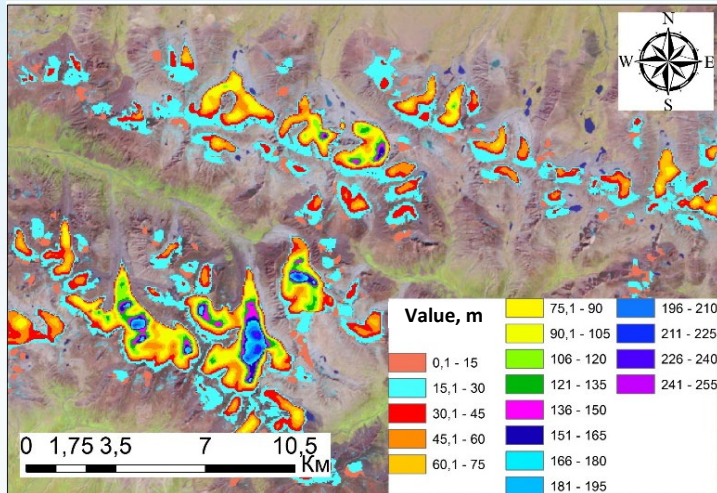 N
W E
S
Value, m
0,1 - 15
15,1 - 30
30,1 - 45
45,1 - 60
60,1 - 75
75,1 - 90
90,1 - 105
106 - 120
121 - 135
136 - 150
151 - 165
166 - 180
181 - 195
196 - 210
211 - 225
226 - 240
241 - 255
0 1,75 3,5 7 10,5
Км